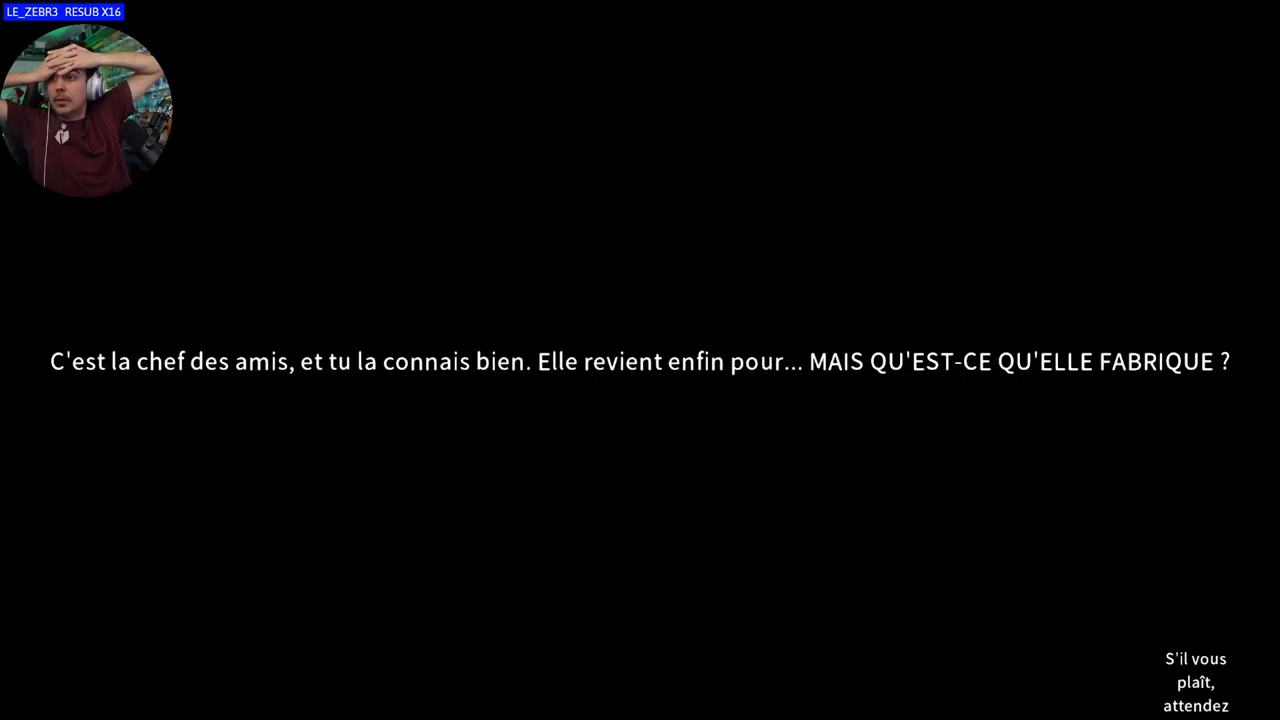 LE_ZEBR3 RESUB X16
C'est la chef des amis, et tu la connais bien. Elle revient enfin pour... MAIS QU'EST-CE QU'ELLE FABRIQUE ?
S'il vous
plaît,
attendez